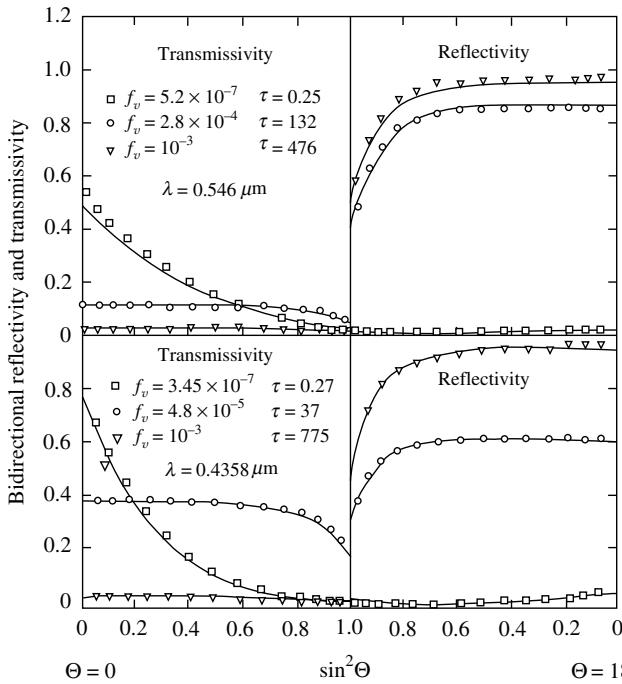 Bidirectional reflectivity and transmissivity
1.2
1.0
0.8
0.6
0.4
0.2
0
Transmissivity
f_v = 5.2 × 10⁻⁷ τ = 0.25
f_v = 2.8 × 10⁻⁴ τ = 132
f_v = 10⁻³ τ = 476
λ = 0.546 μm
Reflectivity
0.8
0.6
0.4
0.2
0
Transmissivity
f_v = 3.45 × 10⁻⁷ τ = 0.27
f_v = 4.8 × 10⁻⁵ τ = 37
f_v = 10⁻³ τ = 775
λ = 0.4358 μm
Reflectivity
0 0.2 0.4 0.6 0.8 1.0 0.8 0.6 0.4 0.2 0
Θ = 0 sin²Θ Θ = 18